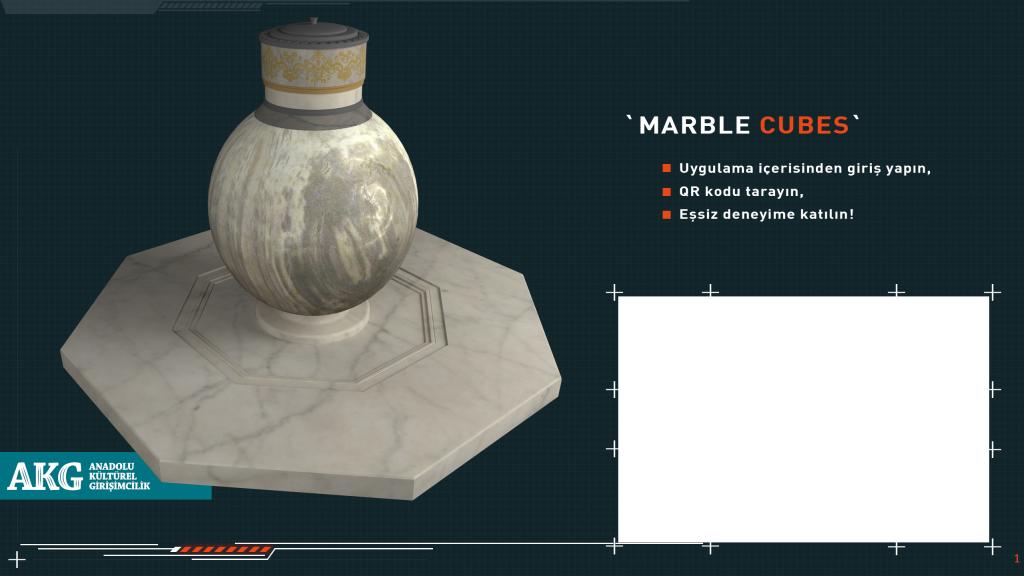 `MARBLE CUBES`
Uygulama içerisinden giriş yapın,
QR kodu tarayın,
Eşsiz deneyime katılın!
AKG
ANADOLU
KÜLTÜREL
GİRİŞİMCİLİK
1